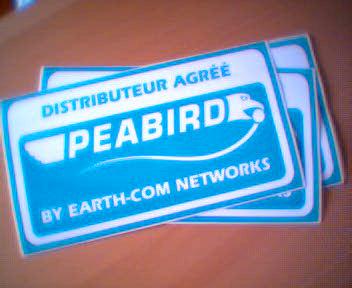 DISTRIBUTEUR AGRÉÉ
PEABIRD
BY EARTH-COM NETWORKS